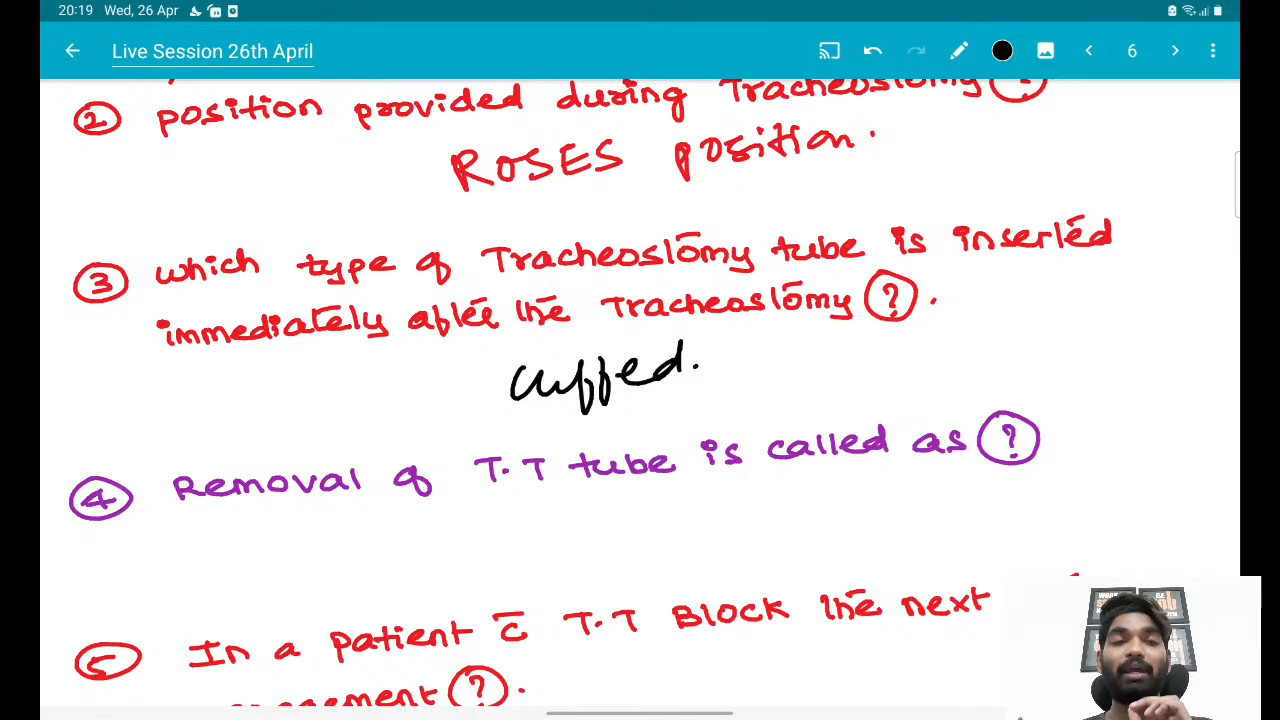 20:19 Wed, 26 Apr
Live Session 26th April
6
② position provided during Tracheostomy ?
ROSES position.
③ which type of Tracheostomy tube is inserted
immediately after the Tracheostomy ? .
cuffed.
④ Removal of T.T tube is called as ?
⑤ In a patient c̄ T.T Block the next
? .